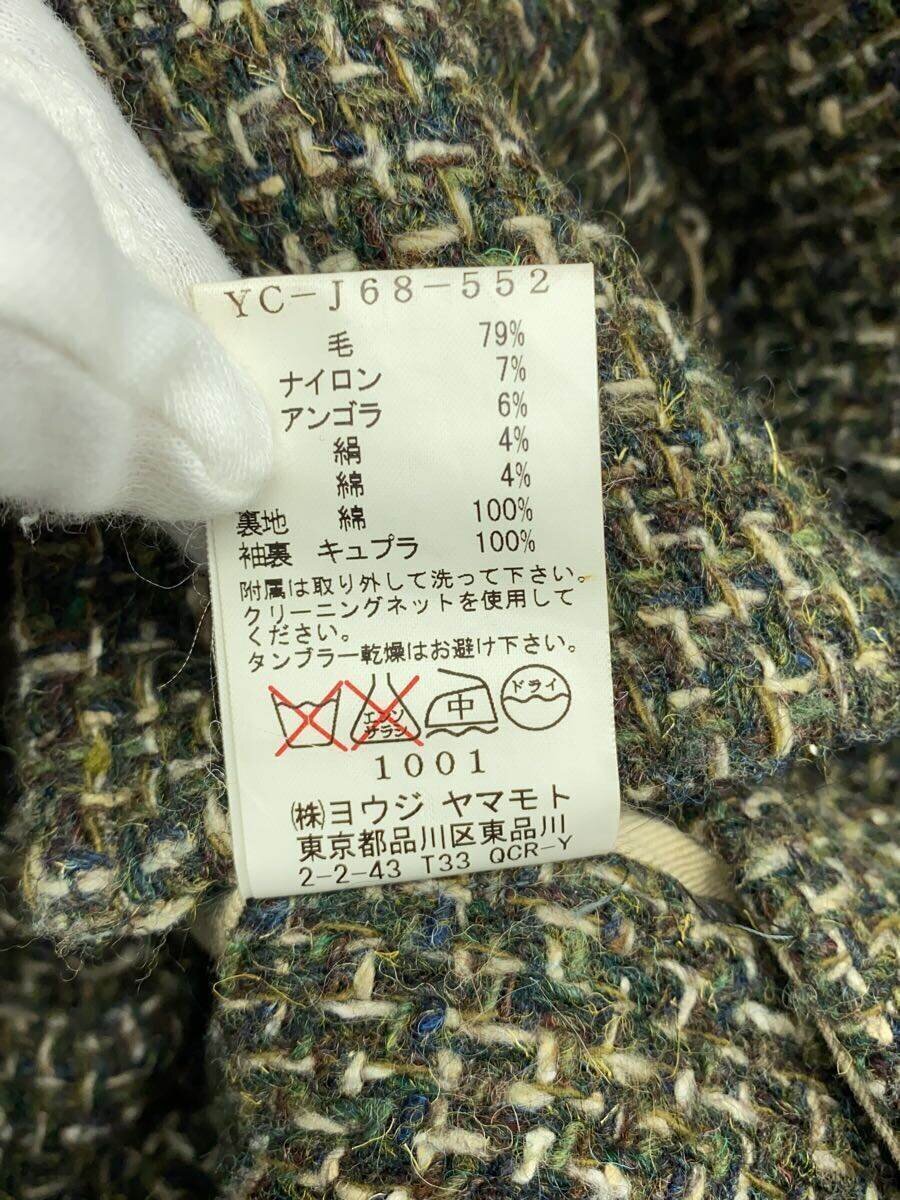 YC-J68-552
毛 79%
ナイロン 7%
アンゴラ 6%
絹 4%
綿 4%
裏地 綿 100%
袖裏 キュプラ 100%
附属は取り外して洗って下さい。
クリーニングネットを使用して
ください。
タンブラー乾燥はお避け下さい。
エンソ
サラシ
中
ドライ
1001
㈱ヨウジ ヤマモト
東京都品川区東品川
2-2-43 T33 QCR-Y